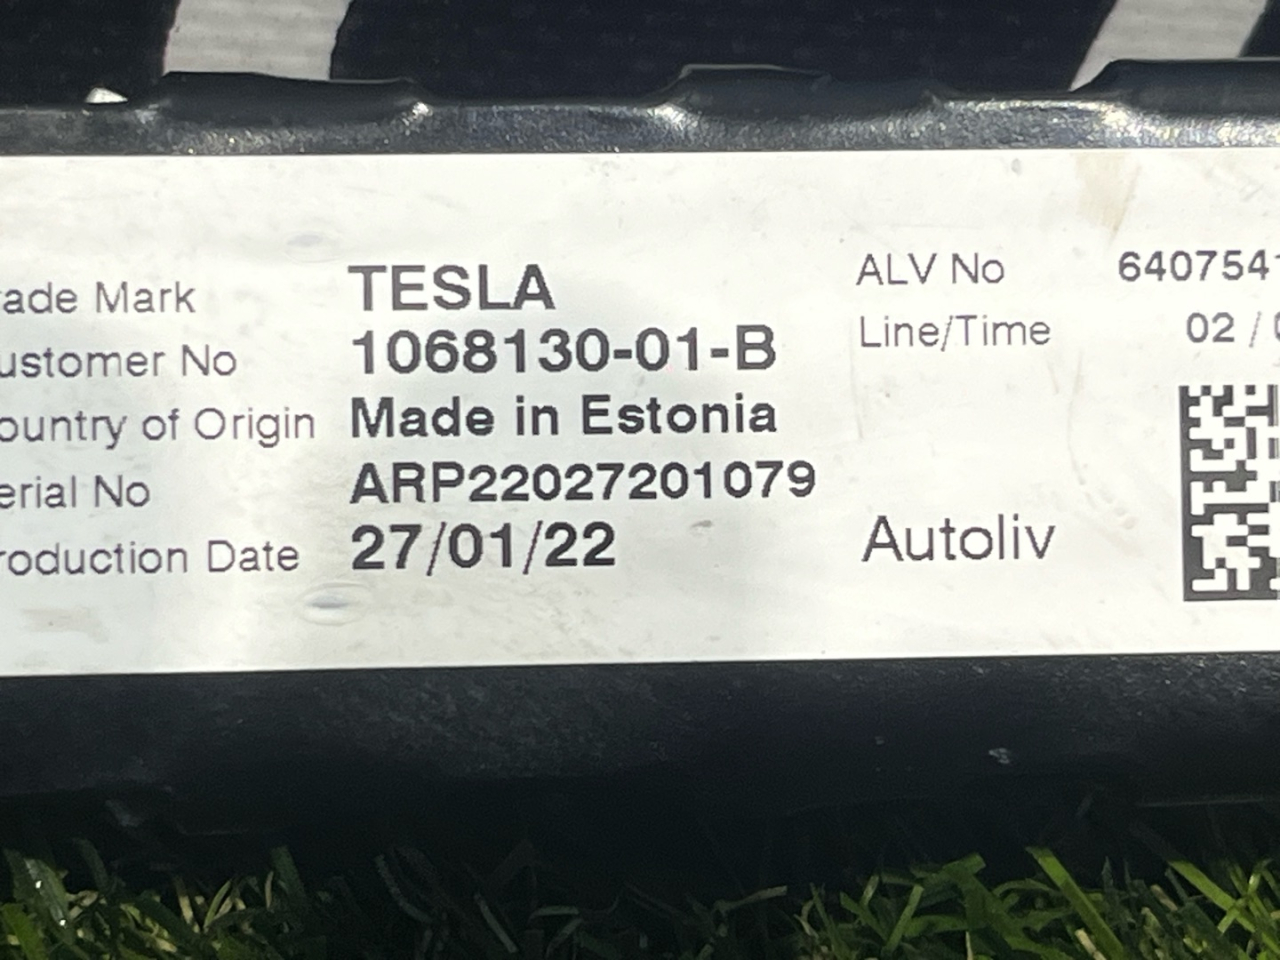 ade Mark TESLA
ustomer No 1068130-01-B
ountry of Origin Made in Estonia
erial No ARP22027201079
roduction Date 27/01/22
ALV No 640754
Line/Time 02 /
Autoliv